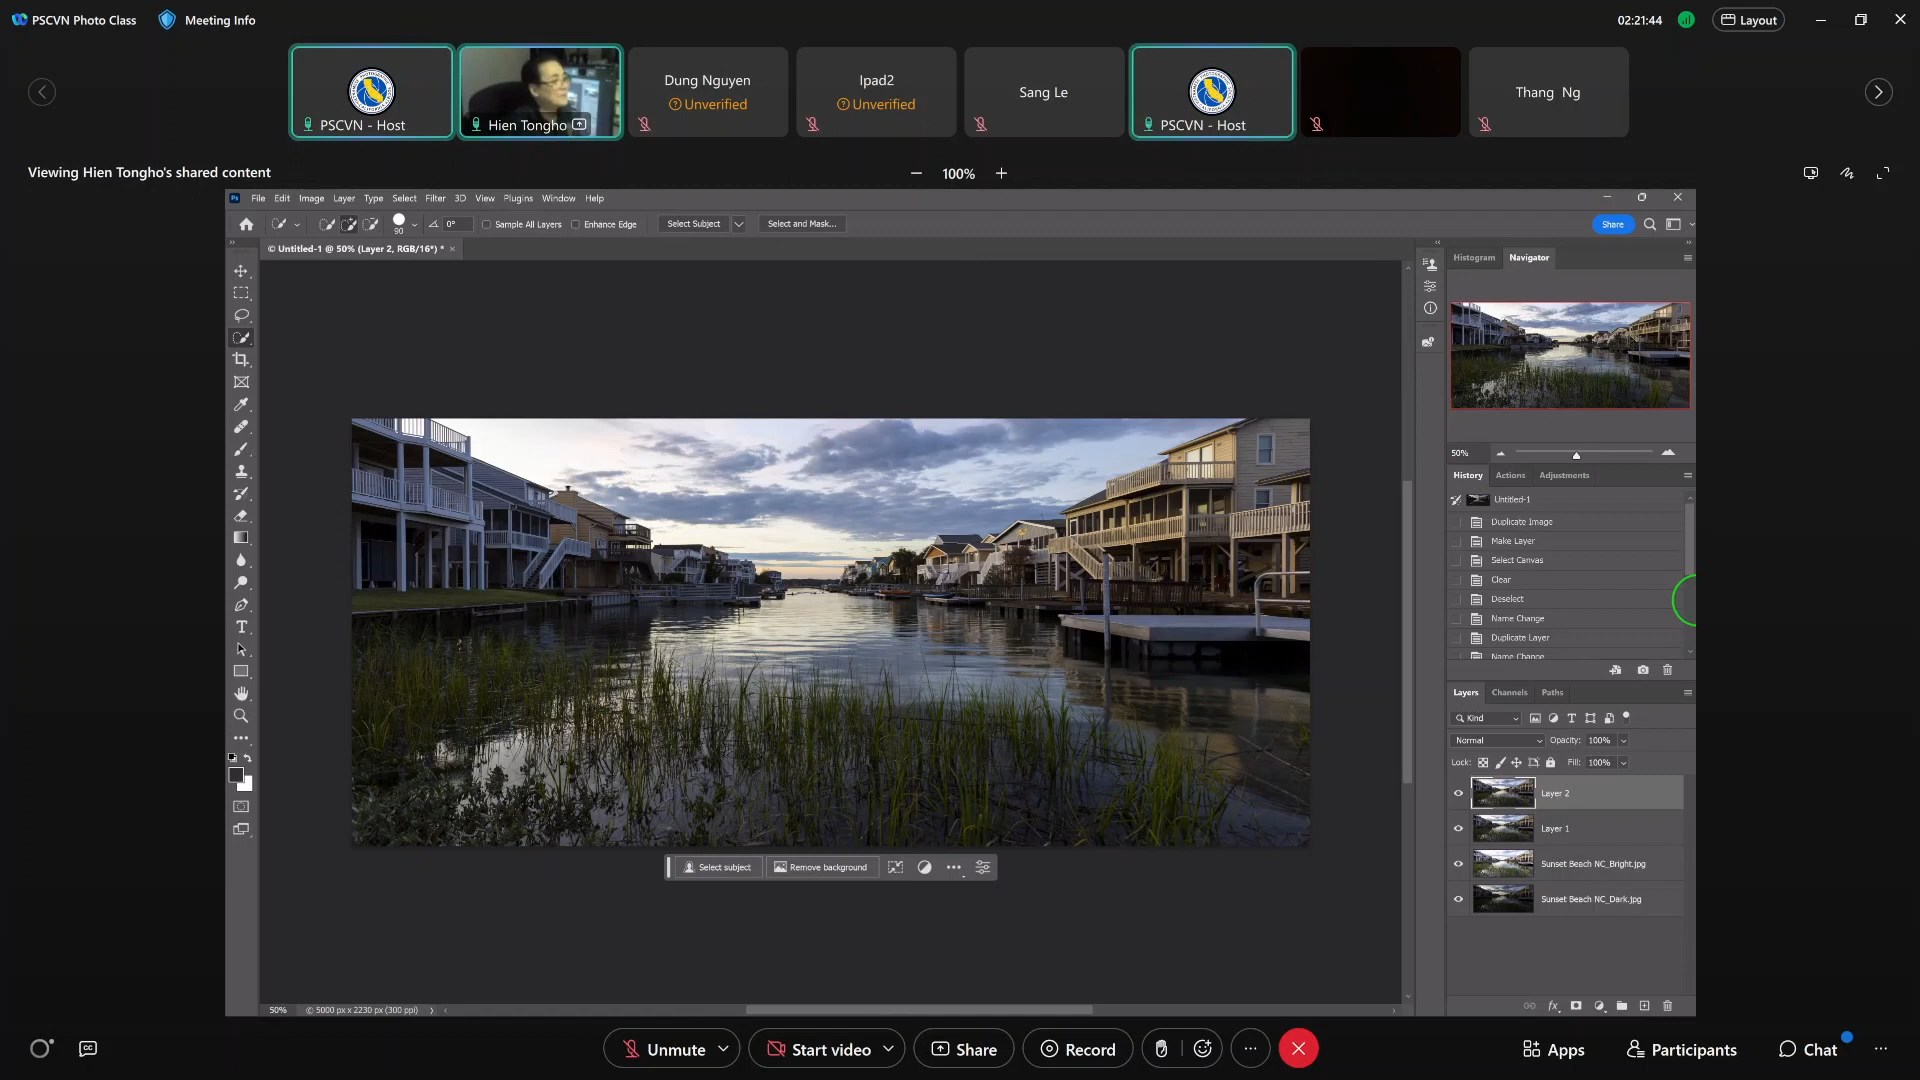 PSCVN Photo Class
Meeting Info
02:21:44
Layout
PSCVN - Host
Hien Tongho
Dung Nguyen
Unverified
Ipad2
Unverified
Sang Le
PSCVN - Host
Thang Ng
Viewing Hien Tongho's shared content
100%
File Edit Image Layer Type Select Filter 3D View Plugins Window Help
90
0°
Sample All Layers
Enhance Edge
Select Subject
Select and Mask...
Share
© Untitled-1 @ 50% (Layer 2, RGB/16*) *
Histogram Navigator
50%
History Actions Adjustments
Untitled-1
Duplicate Image
Make Layer
Select Canvas
Clear
Deselect
Name Change
Duplicate Layer
Name Change
Layers Channels Paths
Kind
Normal Opacity: 100%
Lock: Fill: 100%
Layer 2
Layer 1
Sunset Beach NC_Bright.jpg
Sunset Beach NC_Dark.jpg
Select subject
Remove background
50% © 5000 px x 2230 px (300 ppi)
Unmute
Start video
Share
Record
Apps
Participants
Chat